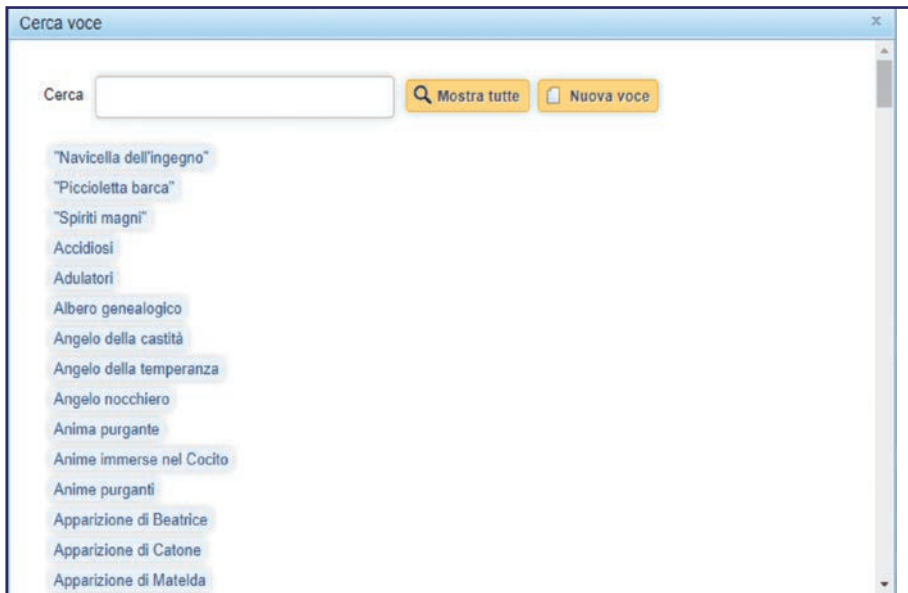 Cerca voce x
Cerca Mostra tutte Nuova voce
"Navicella dell'ingegno"
"Piccioletta barca"
"Spiriti magni"
Accidiosi
Adulatori
Albero genealogico
Angelo della castità
Angelo della temperanza
Angelo nocchiero
Anima purgante
Anime immerse nel Cocito
Anime purganti
Apparizione di Beatrice
Apparizione di Catone
Apparizione di Matelda